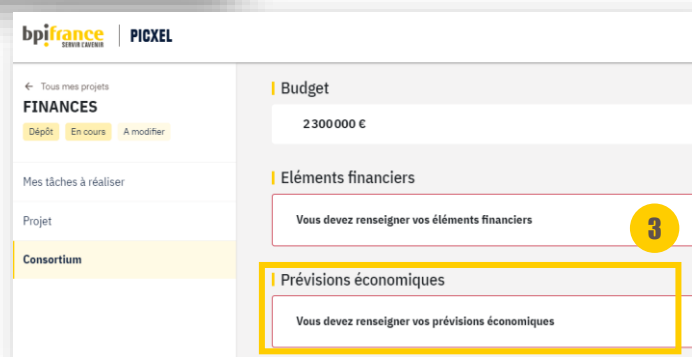 bpifrance
SERVIR L'AVENIR
PICXEL
← Tous mes projets
FINANCES
Dépôt En cours A modifier
Mes tâches à réaliser
Projet
Consortium
Budget
2 300 000 €
Eléments financiers
Vous devez renseigner vos éléments financiers
3
Prévisions économiques
Vous devez renseigner vos prévisions économiques